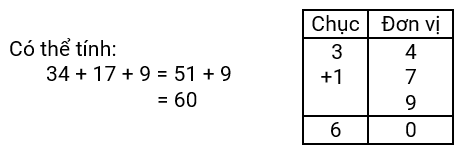 Có thể tính:
34 + 17 + 9 = 51 + 9
= 60
Chục Đơn vị
3 4
+1 7
9
6 0